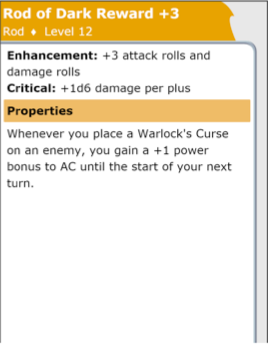 Rod of Dark Reward +3
Rod ♦ Level 12
Enhancement: +3 attack rolls and
damage rolls
Critical: +1d6 damage per plus
Properties
Whenever you place a Warlock's Curse
on an enemy, you gain a +1 power
bonus to AC until the start of your next
turn.